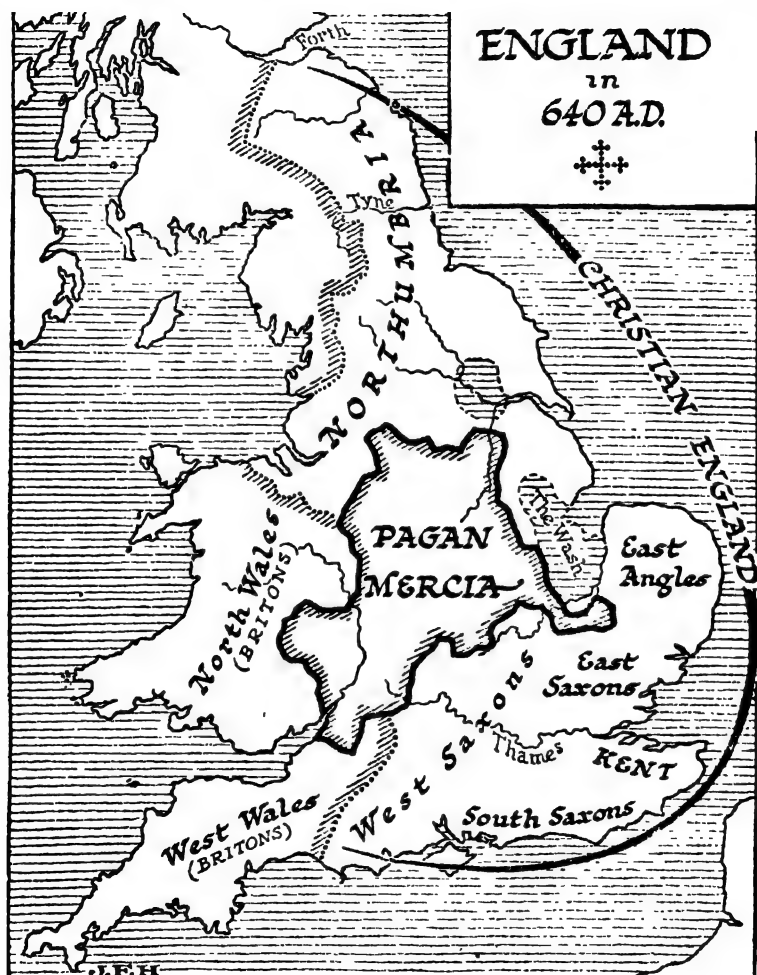 ENGLAND
in
640 A.D.
Forth
Tyne
NORTHUMBRIA
CHRISTIAN ENGLAND
PAGAN
MERCIA
The Wash
East
Angles
North Wales
(BRITONS)
East
Saxons
West Saxons
Thames
KENT
South Saxons
West Wales
(BRITONS)
J.F.H.